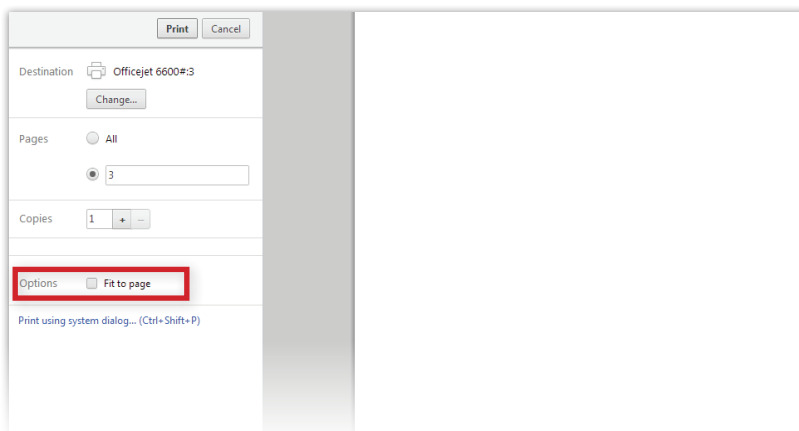 Print Cancel
Destination Officejet 6600#:3
Change...
Pages All
3
Copies 1 + –
Options Fit to page
Print using system dialog... (Ctrl+Shift+P)